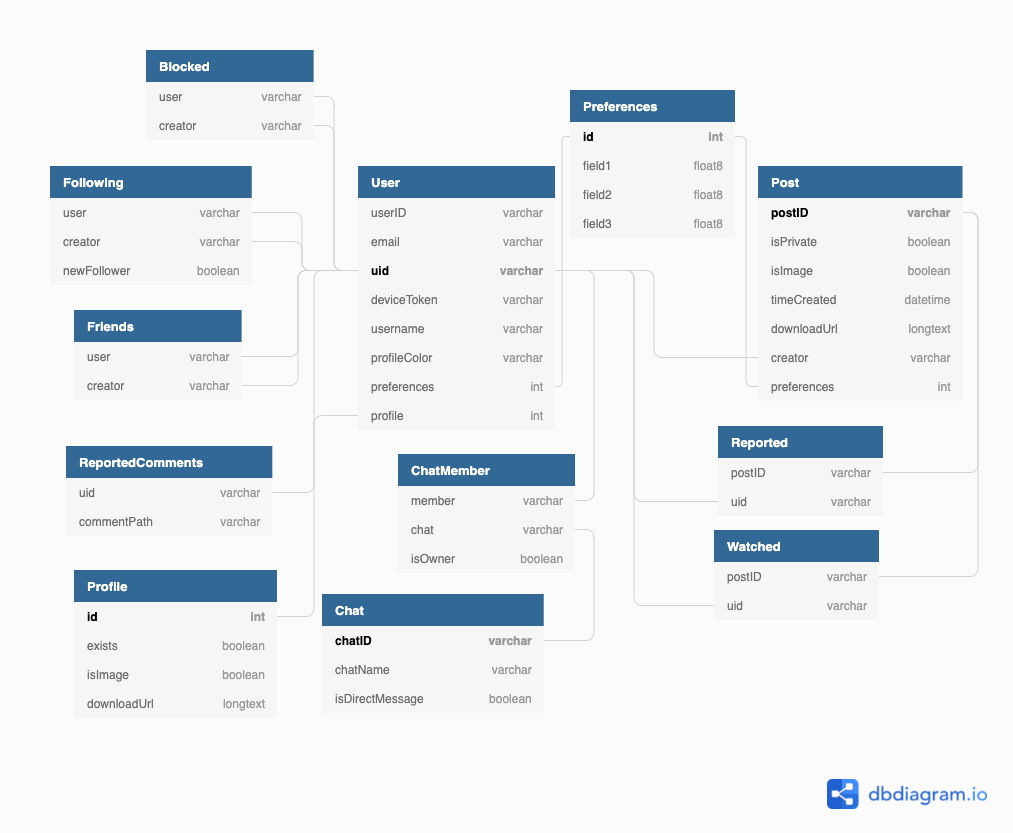 Blocked
user varchar
creator varchar
Preferences
id int
field1 float8
field2 float8
field3 float8
Following
user varchar
creator varchar
newFollower boolean
User
userID varchar
email varchar
uid varchar
deviceToken varchar
username varchar
profileColor varchar
preferences int
profile int
Post
postID varchar
isPrivate boolean
isImage boolean
timeCreated datetime
downloadUrl longtext
creator varchar
preferences int
Friends
user varchar
creator varchar
ReportedComments
uid varchar
commentPath varchar
ChatMember
member varchar
chat varchar
isOwner boolean
Reported
postID varchar
uid varchar
Watched
postID varchar
uid varchar
Profile
id int
exists boolean
isImage boolean
downloadUrl longtext
Chat
chatID varchar
chatName varchar
isDirectMessage boolean
dbdiagram.io